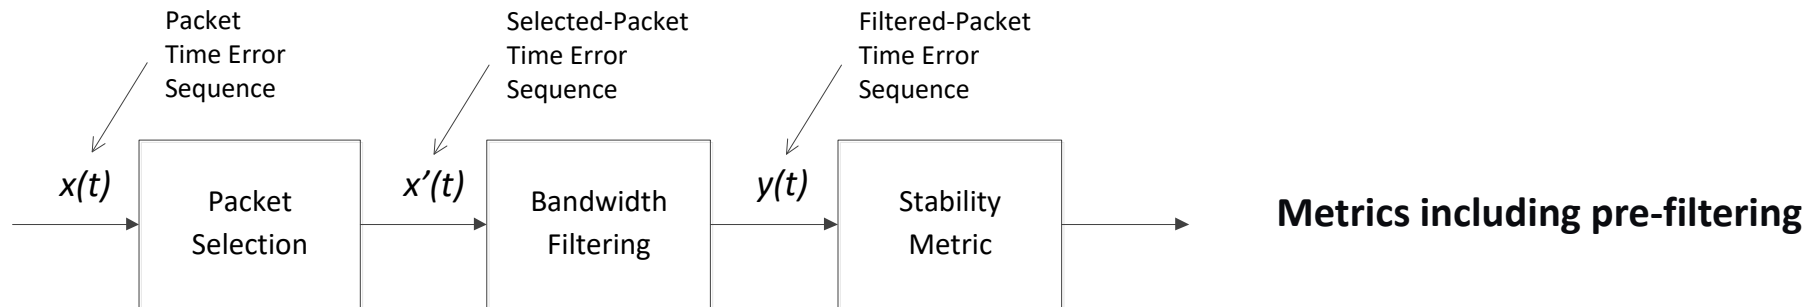 Packet
Time Error
Sequence
Selected-Packet
Time Error
Sequence
Filtered-Packet
Time Error
Sequence
x(t)
Packet
Selection
x’(t)
Bandwidth
Filtering
y(t)
Stability
Metric
Metrics including pre-filtering